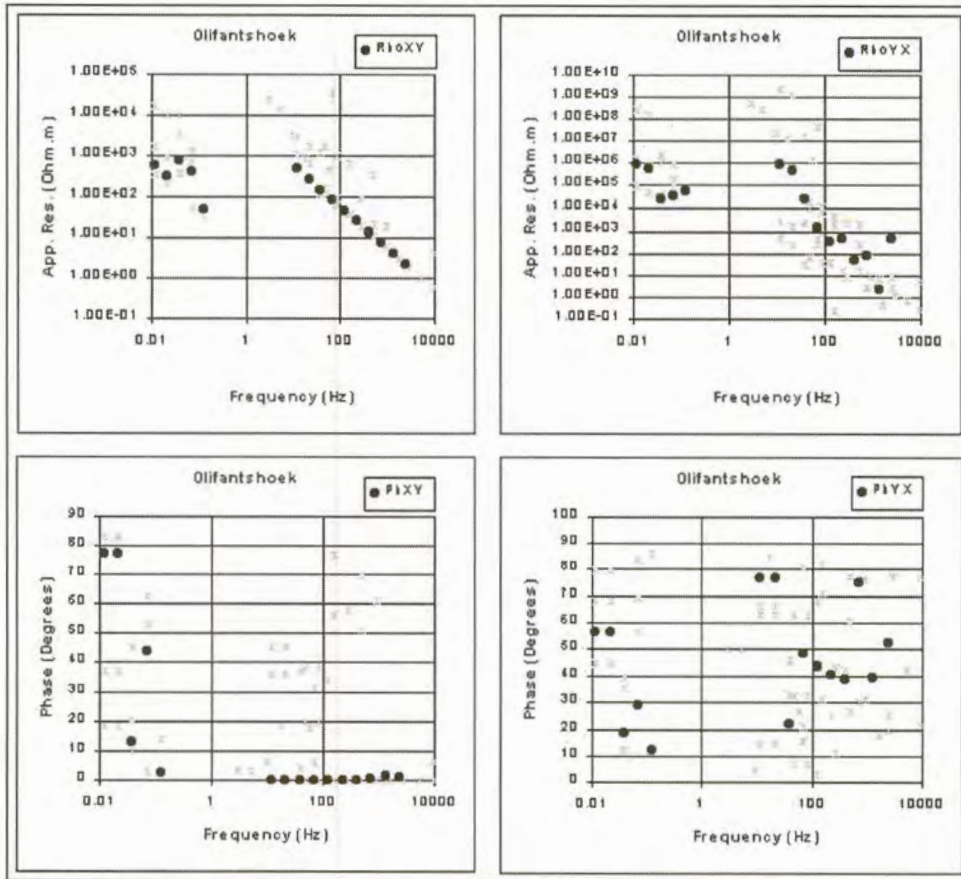 Olifantshoek
RhoXY
1.00E+05
1.00E+04
1.00E+03
1.00E+02
1.00E+01
1.00E+00
1.00E-01
App. Res. (Ohm.m)
0.01 1 100 10000
Frequency (Hz)
Olifantshoek
RhoYX
1.00E+10
1.00E+09
1.00E+08
1.00E+07
1.00E+06
1.00E+05
1.00E+04
1.00E+03
1.00E+02
1.00E+01
1.00E+00
1.00E-01
App. Res. (Ohm.m)
0.01 1 100 10000
Frequency (Hz)
Olifantshoek
PhXY
90
80
70
60
50
40
30
20
10
0
Phase (Degrees)
0.01 1 100 10000
Frequency (Hz)
Olifantshoek
PhYX
100
90
80
70
60
50
40
30
20
10
0
Phase (Degrees)
0.01 1 100 10000
Frequency (Hz)